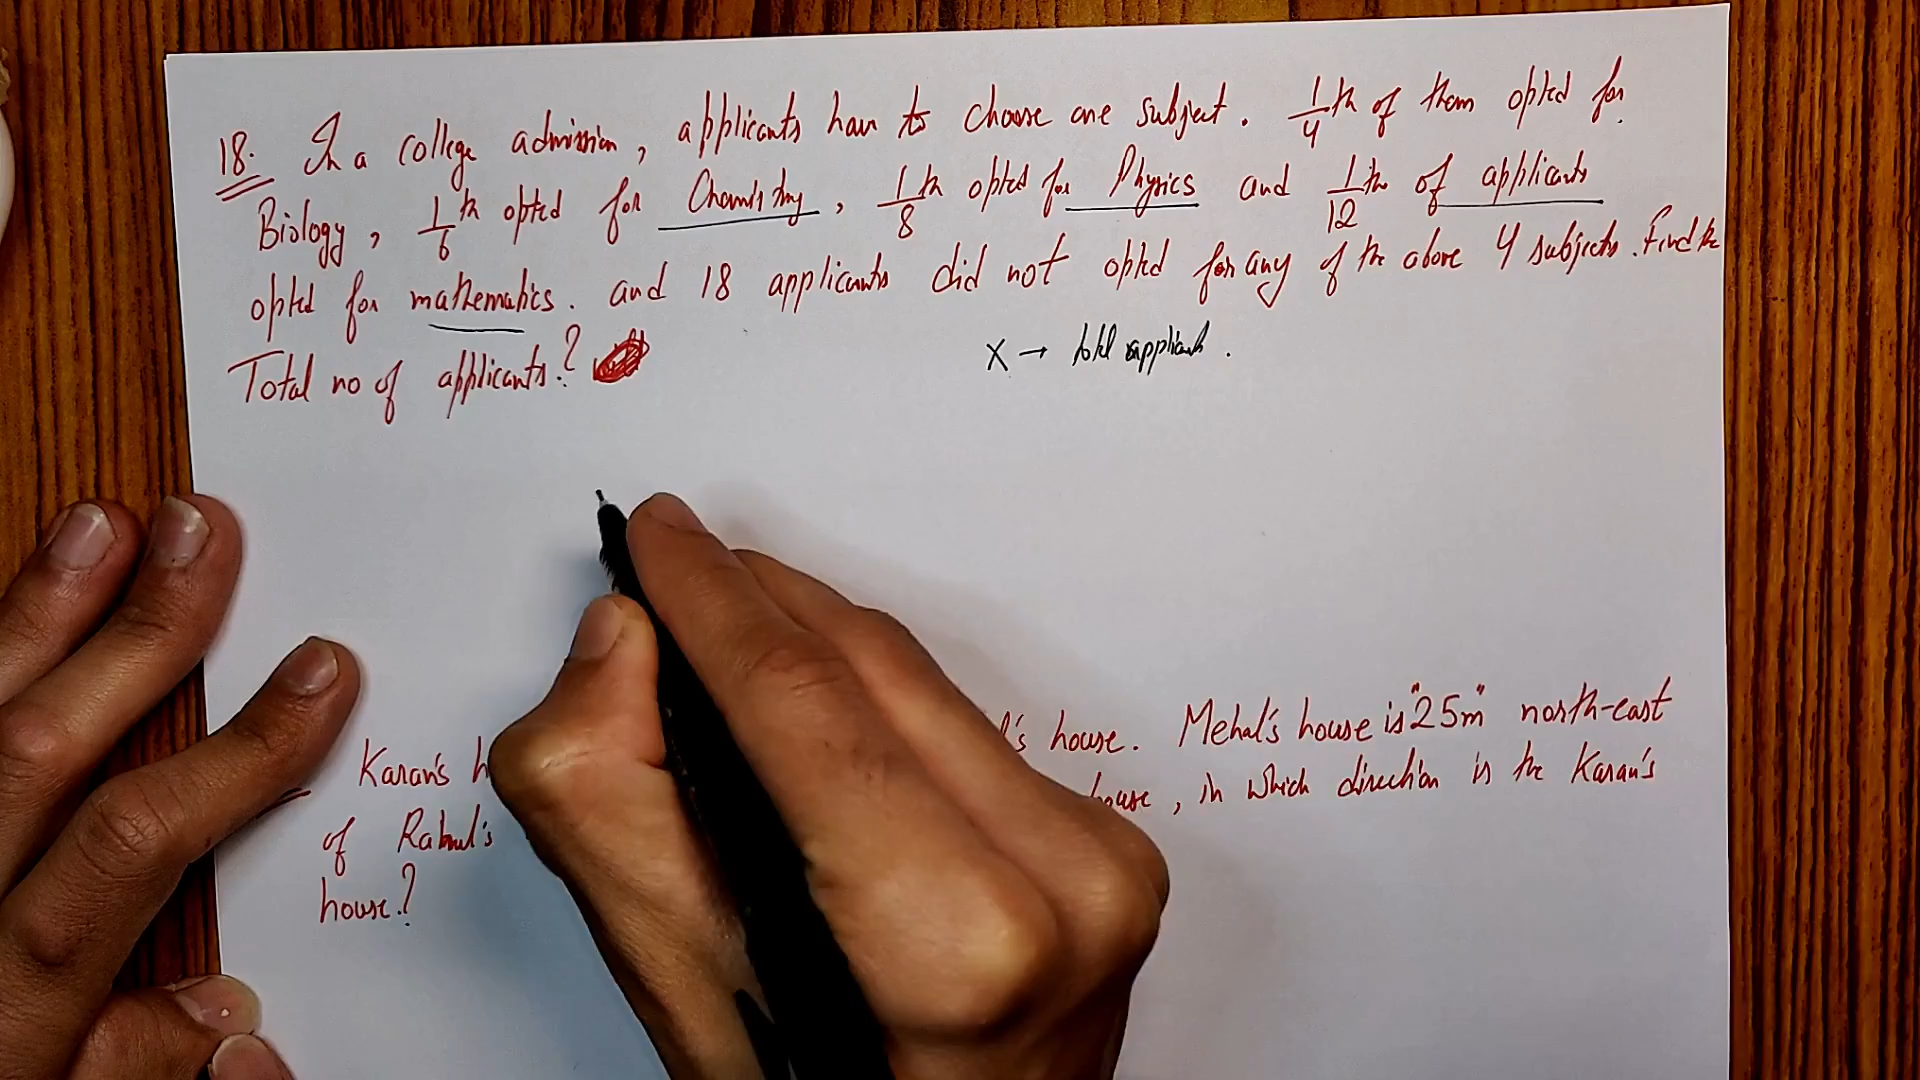 18. In a college admission, applicants have to choose one subject. 1/4th of them opted for
Biology, 1/6th opted for Chemistry, 1/8th opted for Physics and 1/12th of applicants
opted for mathematics. and 18 applicants did not opted for any of the above 4 subjects. Find the
Total no of applicants.?
X → total applicants.
Karan's h 's house. Mehal's house is "25m" north-east
of Rahul's house, in which direction is the Karan's
house.?